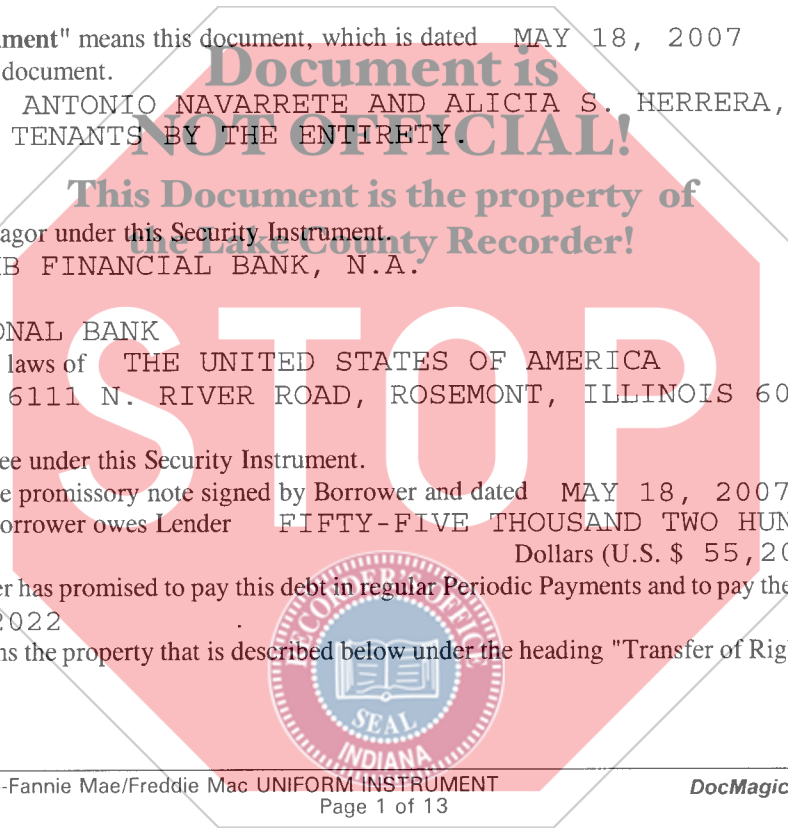 ment" means this document, which is dated MAY 18, 2007
document.
Document is
ANTONIO NAVARRETE AND ALICIA S. HERRERA,
NOT OFFICIAL!
TENANTS BY THE ENTIRETY.
This Document is the property of
agor under this Security Instrument.
the Lake County Recorder!
B FINANCIAL BANK, N.A.
STOP
ONAL BANK
laws of THE UNITED STATES OF AMERICA
6111 N. RIVER ROAD, ROSEMONT, ILLINOIS 60
ee under this Security Instrument.
e promissory note signed by Borrower and dated MAY 18, 2007
orrower owes Lender FIFTY-FIVE THOUSAND TWO HUN
Dollars (U.S. $ 55,20
er has promised to pay this debt in regular Periodic Payments and to pay the
2022
ns the property that is described below under the heading "Transfer of Rig
RECORDER'S OFFICE
SEAL
INDIANA
-Fannie Mae/Freddie Mac UNIFORM INSTRUMENT DocMagic
Page 1 of 13